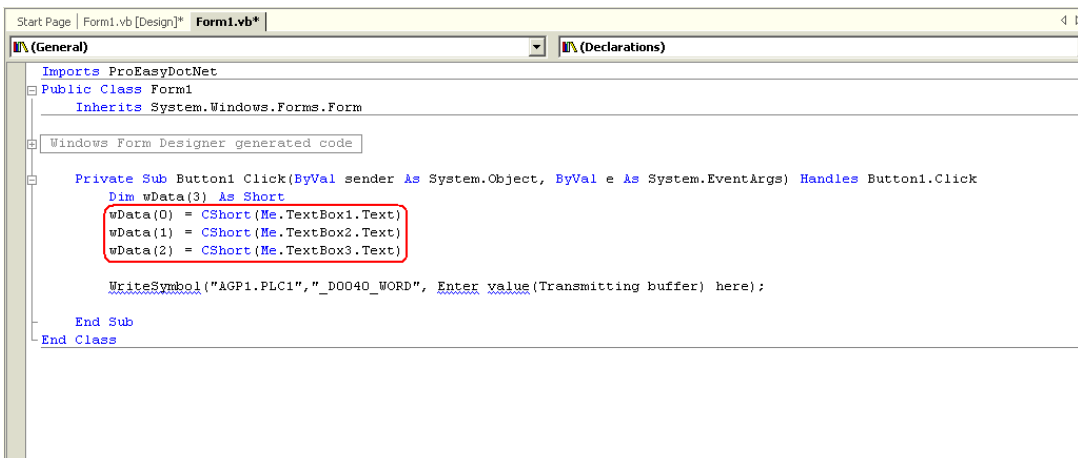 Start Page Form1.vb [Design]* Form1.vb*
(General) (Declarations)
Imports ProEasyDotNet
Public Class Form1
Inherits System.Windows.Forms.Form
Windows Form Designer generated code
Private Sub Button1_Click(ByVal sender As System.Object, ByVal e As System.EventArgs) Handles Button1.Click
Dim wData(3) As Short
wData(0) = CShort(Me.TextBox1.Text)
wData(1) = CShort(Me.TextBox2.Text)
wData(2) = CShort(Me.TextBox3.Text)
WriteSymbol("AGP1.PLC1","_D0040_WORD", Enter value(Transmitting buffer) here);
End Sub
End Class